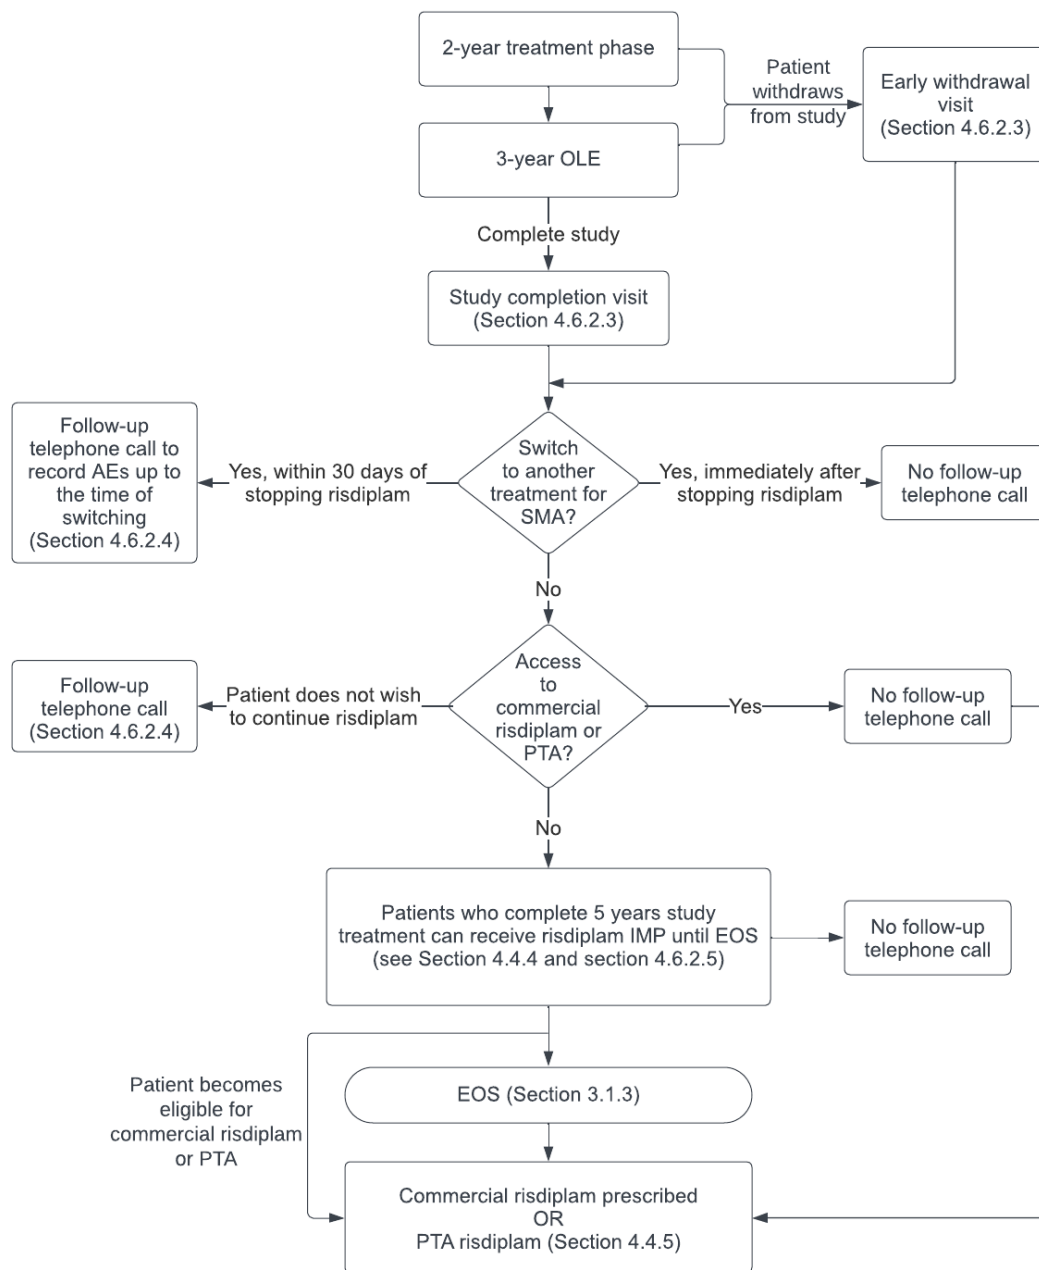 2-year treatment phase
Patient
withdraws
from study
Early withdrawal
visit
(Section 4.6.2.3)
3-year OLE
Complete study
Study completion visit
(Section 4.6.2.3)
Follow-up
telephone call to
record AEs up to
the time of
switching
(Section 4.6.2.4)
Yes, within 30 days of
stopping risdiplam
Switch
to another
treatment for
SMA?
Yes, immediately after
stopping risdiplam
No follow-up
telephone call
No
Follow-up
telephone call
(Section 4.6.2.4)
Patient does not wish
to continue risdiplam
Access
to
commercial
risdiplam or
PTA?
Yes
No follow-up
telephone call
No
Patients who complete 5 years study
treatment can receive risdiplam IMP until EOS
(see Section 4.4.4 and section 4.6.2.5)
No follow-up
telephone call
Patient becomes
eligible for
commercial risdiplam
or PTA
EOS (Section 3.1.3)
Commercial risdiplam prescribed
OR
PTA risdiplam (Section 4.4.5)